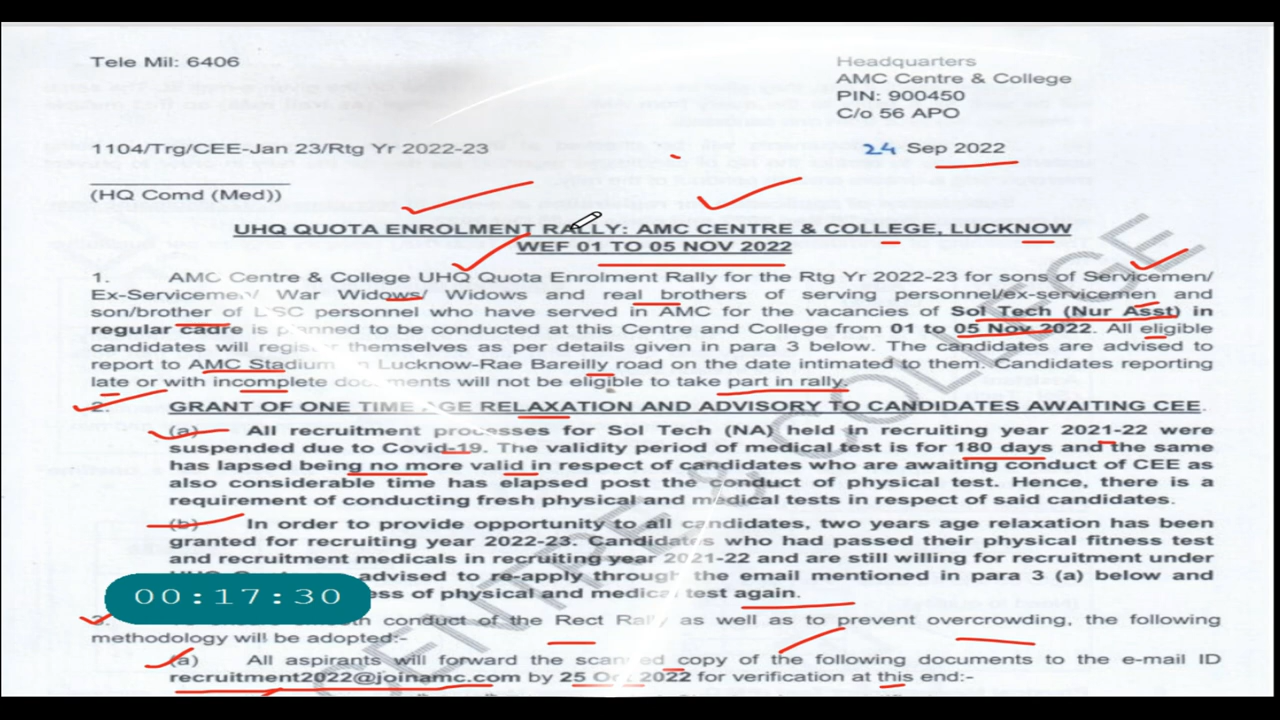 Tele Mil: 6406
Headquarters
AMC Centre & College
PIN: 900450
C/o 56 APO
1104/Trg/CEE-Jan 23/Rtg Yr 2022-23
24 Sep 2022
(HQ Comd (Med))
UHQ QUOTA ENROLMENT RALLY: AMC CENTRE & COLLEGE, LUCKNOW
WEF 01 TO 05 NOV 2022
1. AMC Centre & College UHQ Quota Enrolment Rally for the Rtg Yr 2022-23 for sons of Servicemen/
Ex-Servicemen/ War Widows/ Widows and real brothers of serving personnel/ex-servicemen and
son/brother of DSC personnel who have served in AMC for the vacancies of Sol Tech (Nur Asst) in
regular cadre is planned to be conducted at this Centre and College from 01 to 05 Nov 2022. All eligible
candidates will register themselves as per details given in para 3 below. The candidates are advised to
report to AMC Stadium on Lucknow-Rae Bareilly road on the date intimated to them. Candidates reporting
late or with incomplete documents will not be eligible to take part in rally.
2. GRANT OF ONE TIME AGE RELAXATION AND ADVISORY TO CANDIDATES AWAITING CEE.
(a) All recruitment processes for Sol Tech (NA) held in recruiting year 2021-22 were
suspended due to Covid-19. The validity period of medical test is for 180 days and the same
has lapsed being no more valid in respect of candidates who are awaiting conduct of CEE as
also considerable time has elapsed post the conduct of physical test. Hence, there is a
requirement of conducting fresh physical and medical tests in respect of said candidates.
(b) In order to provide opportunity to all candidates, two years age relaxation has been
granted for recruiting year 2022-23. Candidates who had passed their physical fitness test
and recruitment medicals in recruiting year 2021-22 and are still willing for recruitment under
advised to re-apply through the email mentioned in para 3 (a) below and
00:17:30
of physical and medical test again.
3. conduct of the Rect Rally as well as to prevent overcrowding, the following
methodology will be adopted:-
(a) All aspirants will forward the scanned copy of the following documents to the e-mail ID
recruitment2022@joinamc.com by 25 Oct 2022 for verification at this end:-
CENTRE & COLLEGE